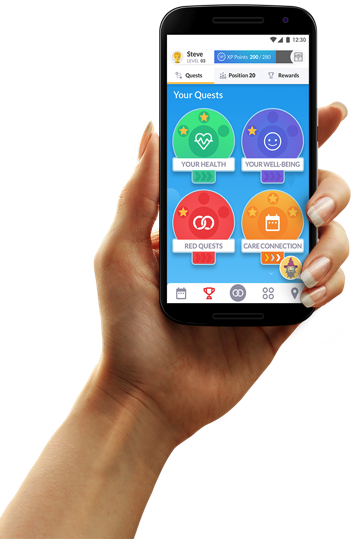 12:30
Steve
LEVEL 03
XP Points 200 / 280
Quests
Position 20
Rewards
Your Quests
YOUR HEALTH
YOUR WELL-BEING
RED QUESTS
CARE CONNECTION